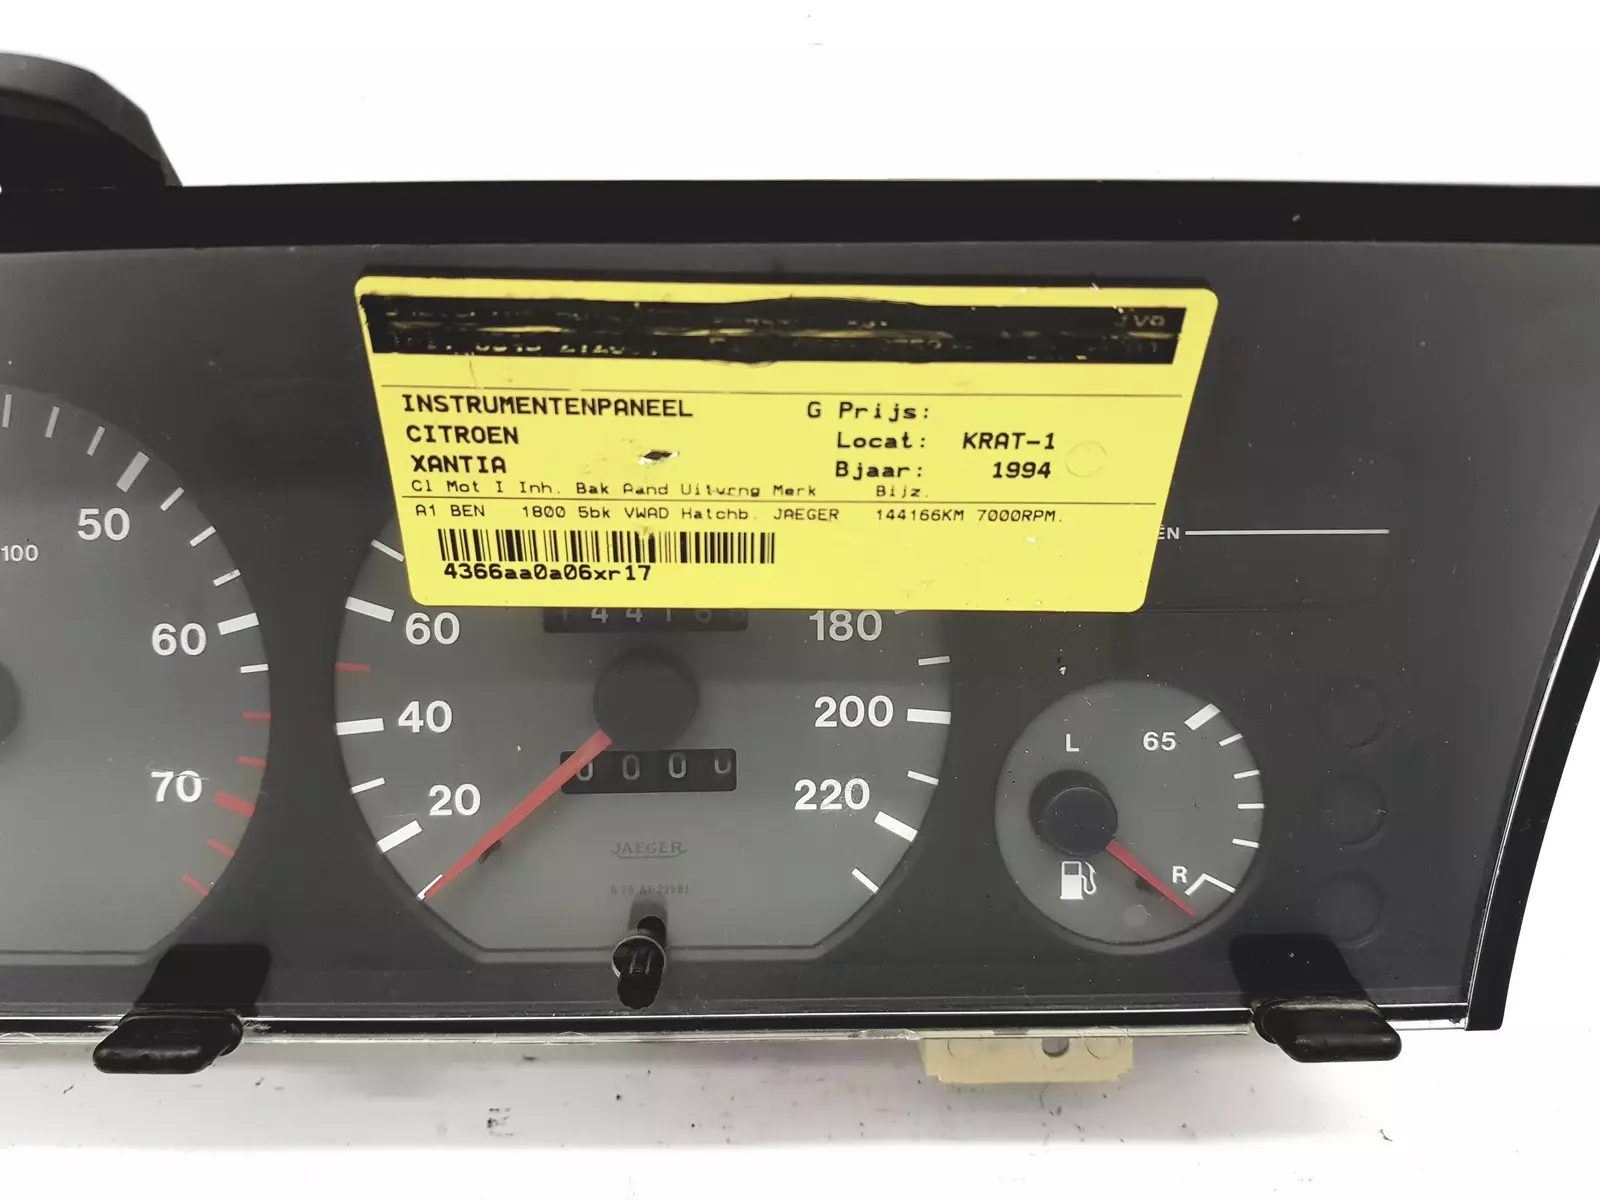 INSTRUMENTENPANEEL G Prijs:
CITROEN Locat: KRAT-1
XANTIA Bjaar: 1994
Cl Mot I Inh. Bak Aand Uitvrng Merk Bijz.
A1 BEN 1800 5bk VWAD Hatchb. JAEGER 144166KM 7000RPM.
4366aa0a06xr17
50
100
60
70
144166
60
40
20
180
200
220
0000
JAEGER
L 65
R